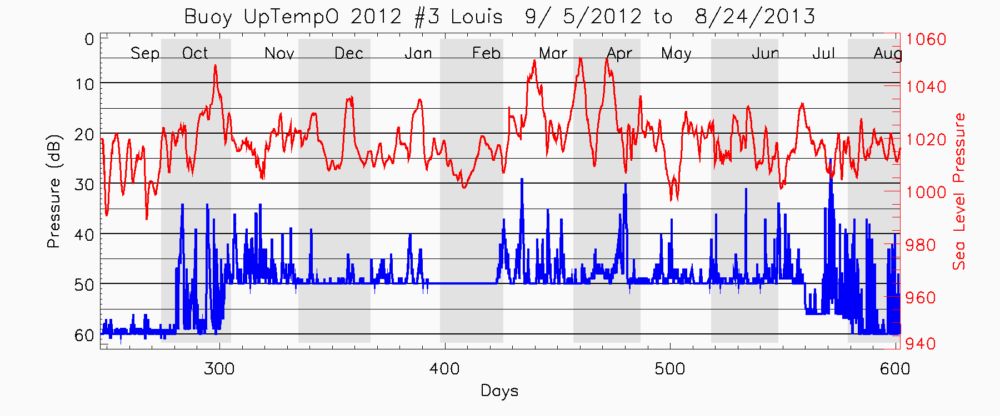 Buoy UpTempO 2012 #3 Louis 9/ 5/2012 to 8/24/2013
Sep Oct Nov Dec Jan Feb Mar Apr May Jun Jul Aug
0
10
20
30
40
50
60
Pressure (dB)
1060
1040
1020
1000
980
960
940
Sea Level Pressure
300 400 500 600
Days